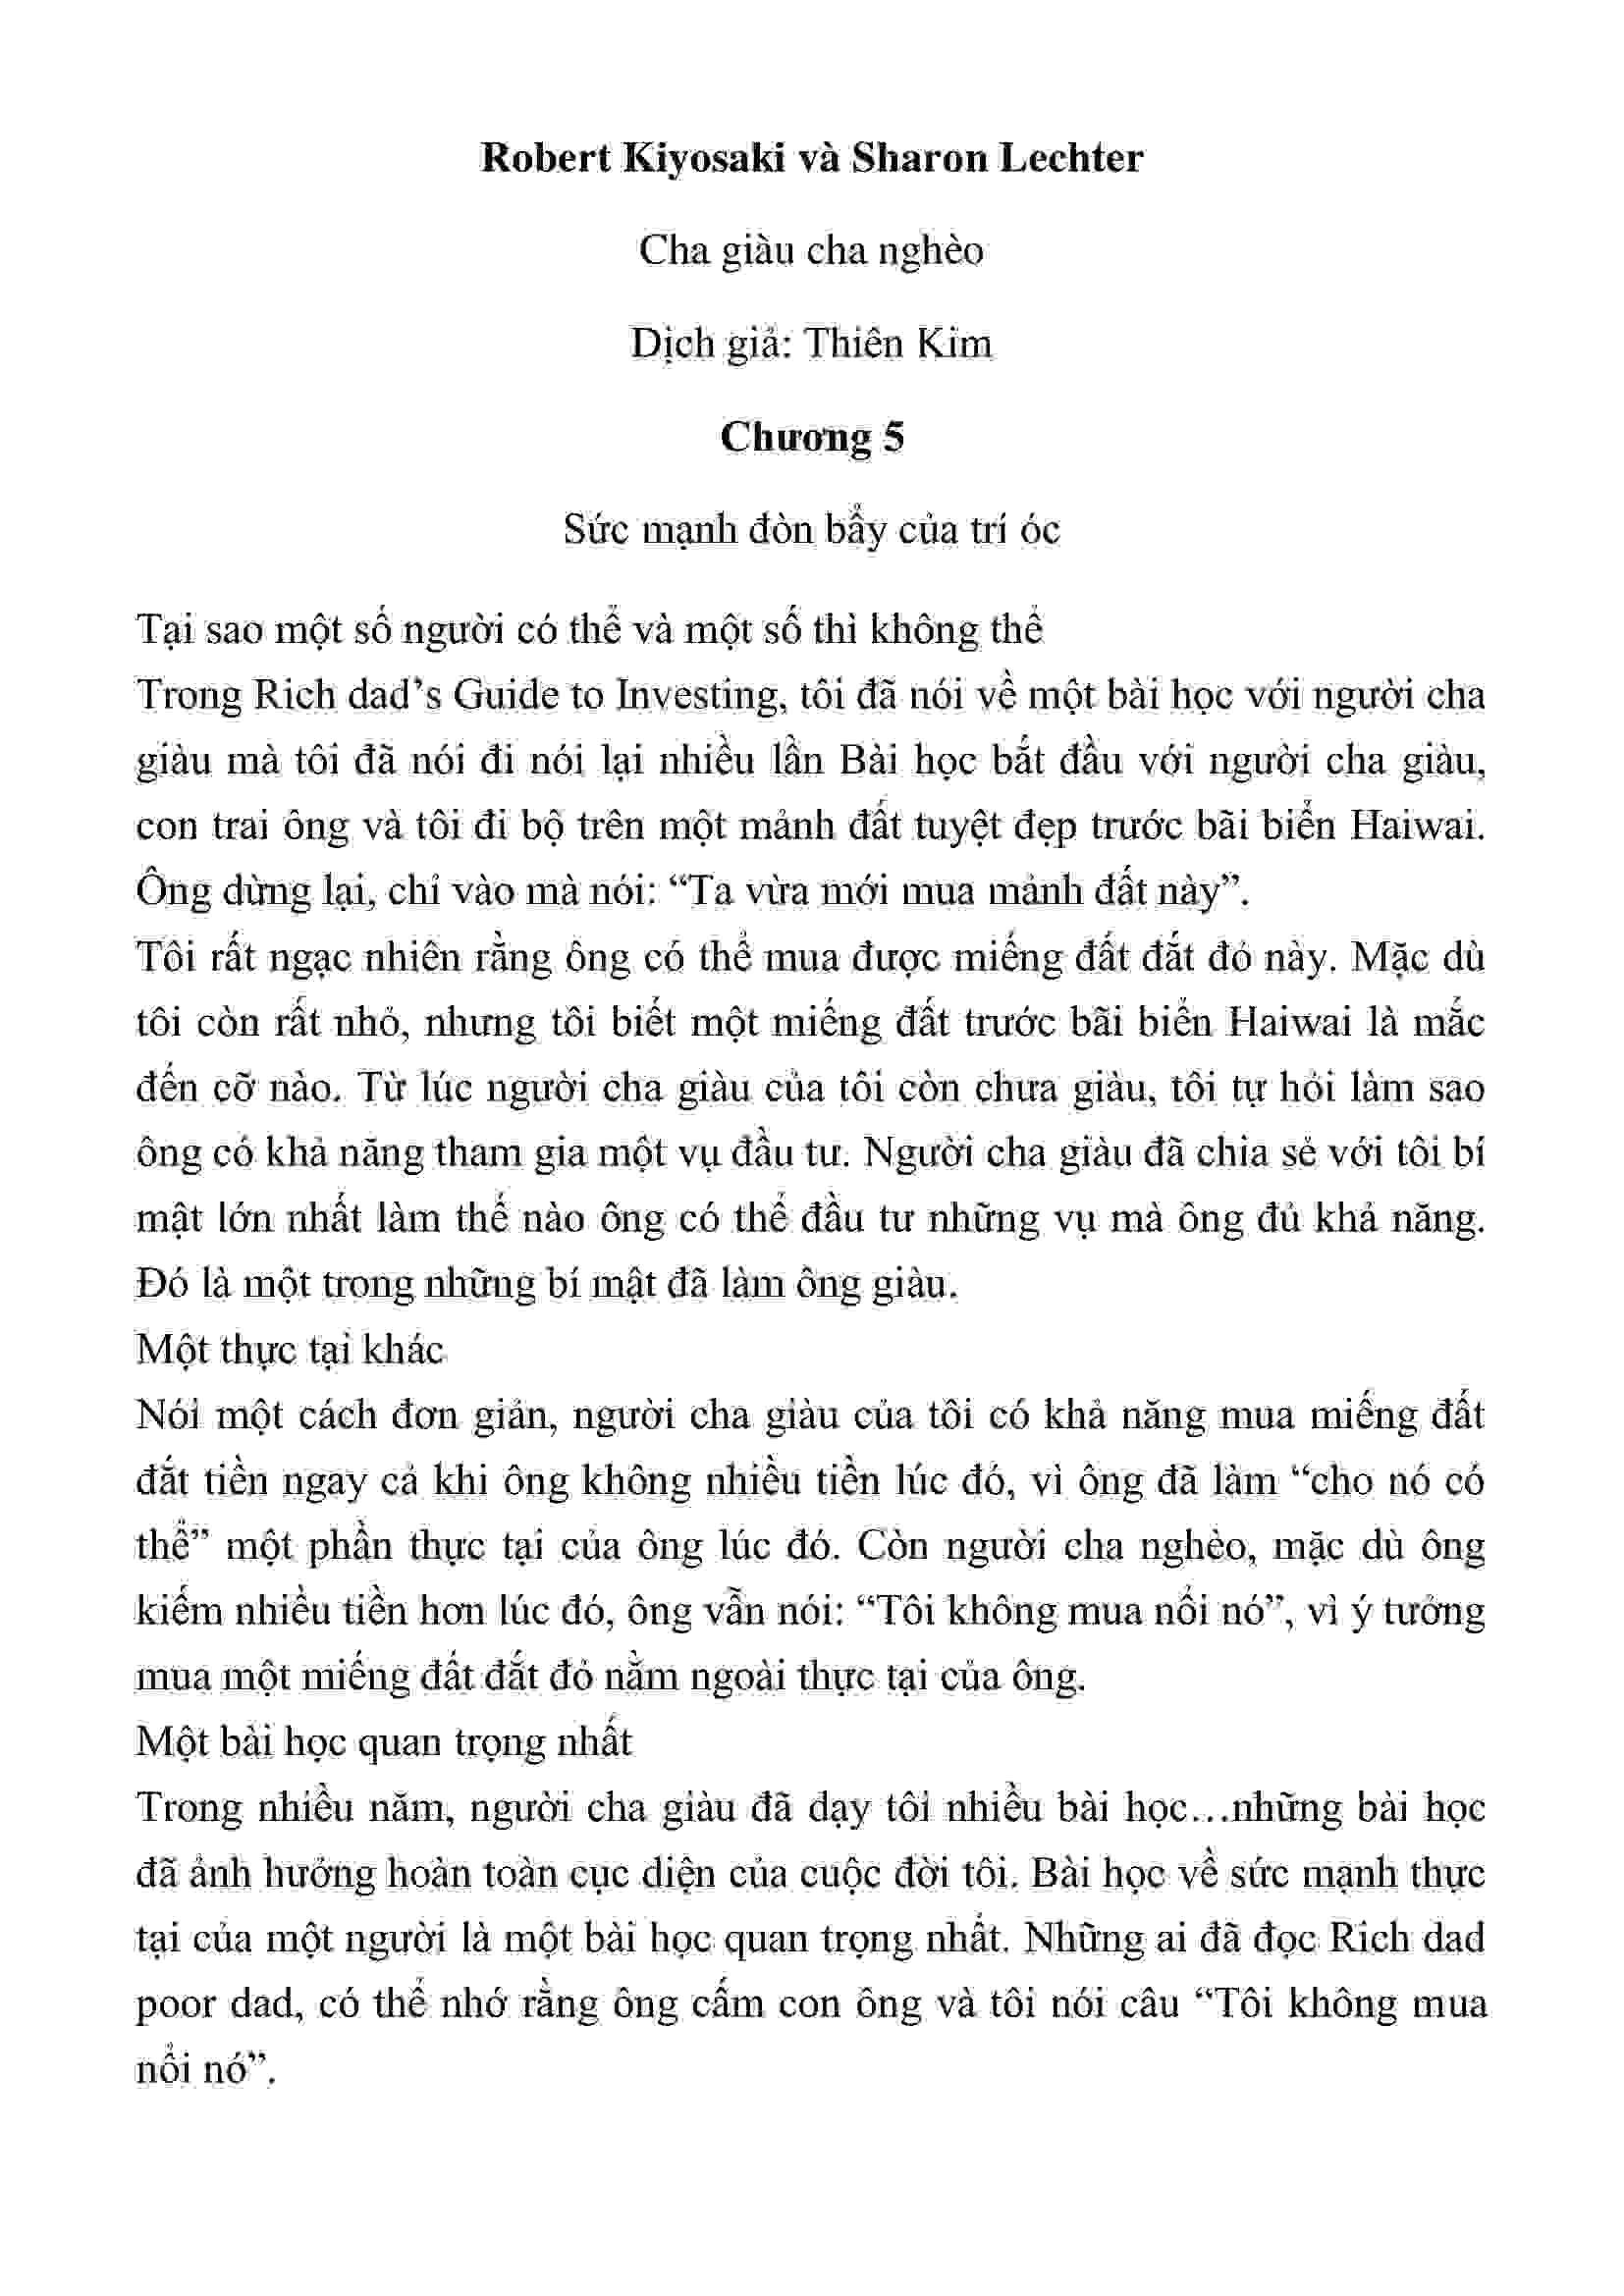 Robert Kiyosaki và Sharon Lechter
Cha giàu cha nghèo
Dịch giả: Thiên Kim
Chương 5
Sức mạnh đòn bẩy của trí óc
Tại sao một số người có thể và một số thì không thể
Trong Rich dad’s Guide to Investing, tôi đã nói về một bài học với người cha
giàu mà tôi đã nói đi nói lại nhiều lần Bài học bắt đầu với người cha giàu,
con trai ông và tôi đi bộ trên một mảnh đất tuyệt đẹp trước bãi biển Haiwai.
Ông dừng lại, chỉ vào mà nói: “Ta vừa mới mua mảnh đất này”.
Tôi rất ngạc nhiên rằng ông có thể mua được miếng đất đắt đỏ này. Mặc dù
tôi còn rất nhỏ, nhưng tôi biết một miếng đất trước bãi biển Haiwai là mắc
đến cỡ nào. Từ lúc người cha giàu của tôi còn chưa giàu, tôi tự hỏi làm sao
ông có khả năng tham gia một vụ đầu tư. Người cha giàu đã chia sẻ với tôi bí
mật lớn nhất làm thế nào ông có thể đầu tư những vụ mà ông đủ khả năng.
Đó là một trong những bí mật đã làm ông giàu.
Một thực tại khác
Nói một cách đơn giản, người cha giàu của tôi có khả năng mua miếng đất
đắt tiền ngay cả khi ông không nhiều tiền lúc đó, vì ông đã làm “cho nó có
thể” một phần thực tại của ông lúc đó. Còn người cha nghèo, mặc dù ông
kiếm nhiều tiền hơn lúc đó, ông vẫn nói: “Tôi không mua nổi nó”, vì ý tưởng
mua một miếng đất đắt đỏ nằm ngoài thực tại của ông.
Một bài học quan trọng nhất
Trong nhiều năm, người cha giàu đã dạy tôi nhiều bài học…những bài học
đã ảnh hưởng hoàn toàn cục diện của cuộc đời tôi. Bài học về sức mạnh thực
tại của một người là một bài học quan trọng nhất. Những ai đã đọc Rich dad
poor dad, có thể nhớ rằng ông cấm con ông và tôi nói câu “Tôi không mua
nổi nó”.